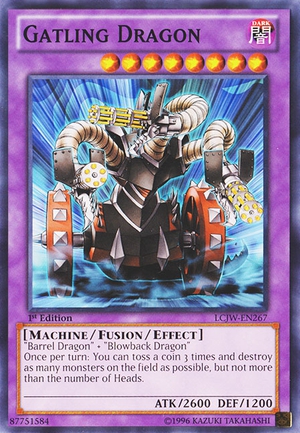 GATLING DRAGON
DARK
闇
1st Edition
LCJW-EN267
[MACHINE/FUSION/EFFECT]
"Barrel Dragon" + "Blowback Dragon"
Once per turn: You can toss a coin 3 times and destroy
as many monsters on the field as possible, but not more
than the number of Heads.
ATK/2600 DEF/1200
87751584
©1996 KAZUKI TAKAHASHI